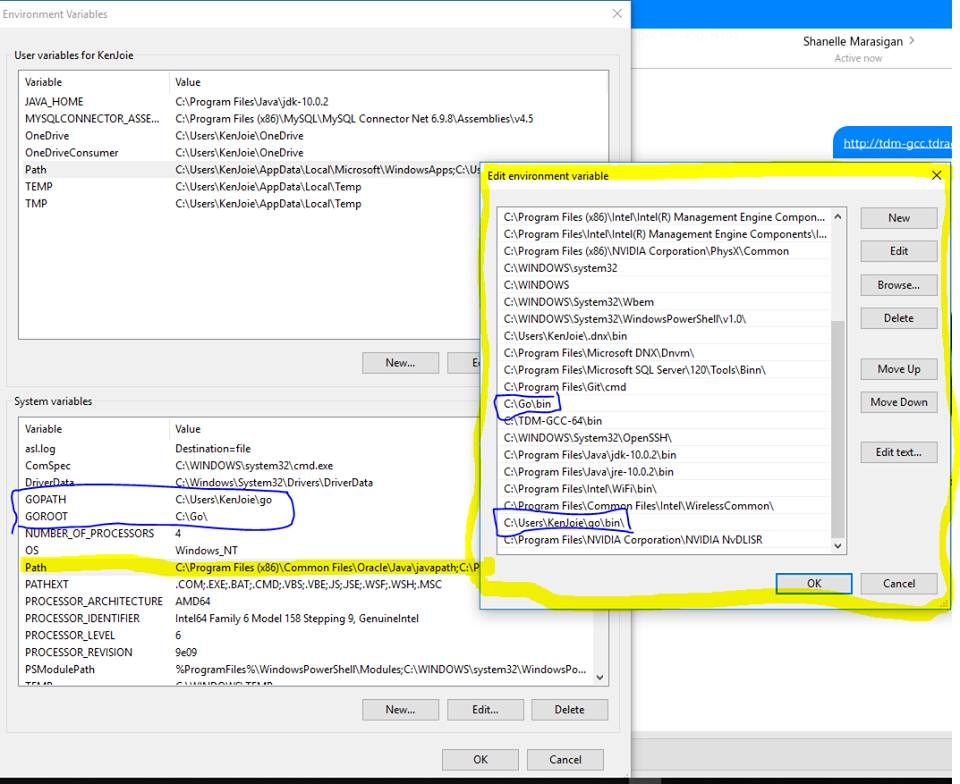 Environment Variables
Shanelle Marasigan >
Active now
http://tdm-gcc.tdra
User variables for KenJoie
Variable Value
JAVA_HOME C:\Program Files\Java\jdk-10.0.2
MYSQLCONNECTOR_ASSE... C:\Program Files (x86)\MySQL\MySQL Connector Net 6.9.8\Assemblies\v4.5
OneDrive C:\Users\KenJoie\OneDrive
OneDriveConsumer C:\Users\KenJoie\OneDrive
Path C:\Users\KenJoie\AppData\Local\Microsoft\WindowsApps;C:\Us
TEMP C:\Users\KenJoie\AppData\Local\Temp
TMP C:\Users\KenJoie\AppData\Local\Temp
New...
System variables
Variable Value
asl.log Destination=file
ComSpec C:\WINDOWS\system32\cmd.exe
DriverData C:\Windows\System32\Drivers\DriverData
GOPATH C:\Users\KenJoie\go
GOROOT C:\Go\
NUMBER_OF_PROCESSORS 4
OS Windows_NT
Path C:\Program Files (x86)\Common Files\Oracle\Java\javapath;C:\P
PATHEXT .COM;.EXE;.BAT;.CMD;.VBS;.VBE;.JS;.JSE;.WSF;.WSH;.MSC
PROCESSOR_ARCHITECTURE AMD64
PROCESSOR_IDENTIFIER Intel64 Family 6 Model 158 Stepping 9, GenuineIntel
PROCESSOR_LEVEL 6
PROCESSOR_REVISION 9e09
PSModulePath %ProgramFiles%\WindowsPowerShell\Modules;C:\WINDOWS\system32\WindowsPo...
TEMP C:\WINDOWS\TEMP
New... Edit... Delete
OK Cancel
Edit environment variable
C:\Program Files (x86)\Intel\Intel(R) Management Engine Compon...
C:\Program Files\Intel\Intel(R) Management Engine Components\I...
C:\Program Files (x86)\NVIDIA Corporation\PhysX\Common
C:\WINDOWS\system32
C:\WINDOWS
C:\WINDOWS\System32\Wbem
C:\WINDOWS\System32\WindowsPowerShell\v1.0\
C:\Users\KenJoie\.dnx\bin
C:\Program Files\Microsoft DNX\Dnvm\
C:\Program Files\Microsoft SQL Server\120\Tools\Binn\
C:\Program Files\Git\cmd
C:\Go\bin
C:\TDM-GCC-64\bin
C:\WINDOWS\System32\OpenSSH\
C:\Program Files\Java\jdk-10.0.2\bin
C:\Program Files\Java\jre-10.0.2\bin
C:\Program Files\Intel\WiFi\bin\
C:\Program Files\Common Files\Intel\WirelessCommon\
C:\Users\KenJoie\go\bin\
C:\Program Files\NVIDIA Corporation\NVIDIA NvDLISR
New
Edit
Browse...
Delete
Move Up
Move Down
Edit text...
OK Cancel